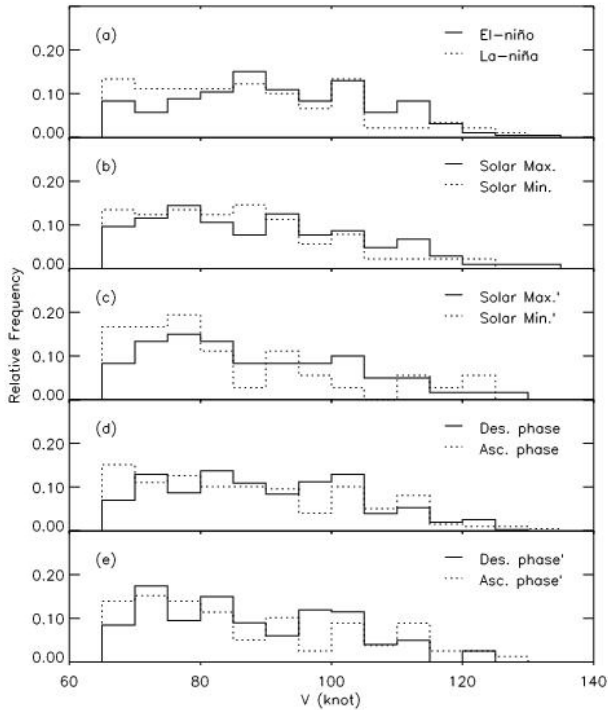 Relative Frequency
0.20
0.10
0.00
(a)
El-niño
La-niña
0.20
0.10
0.00
(b)
Solar Max.
Solar Min.
0.20
0.10
0.00
(c)
Solar Max.'
Solar Min.'
0.20
0.10
0.00
(d)
Des. phase
Asc. phase
0.20
0.10
0.00
(e)
Des. phase'
Asc. phase'
60 80 100 120 140
V (knot)